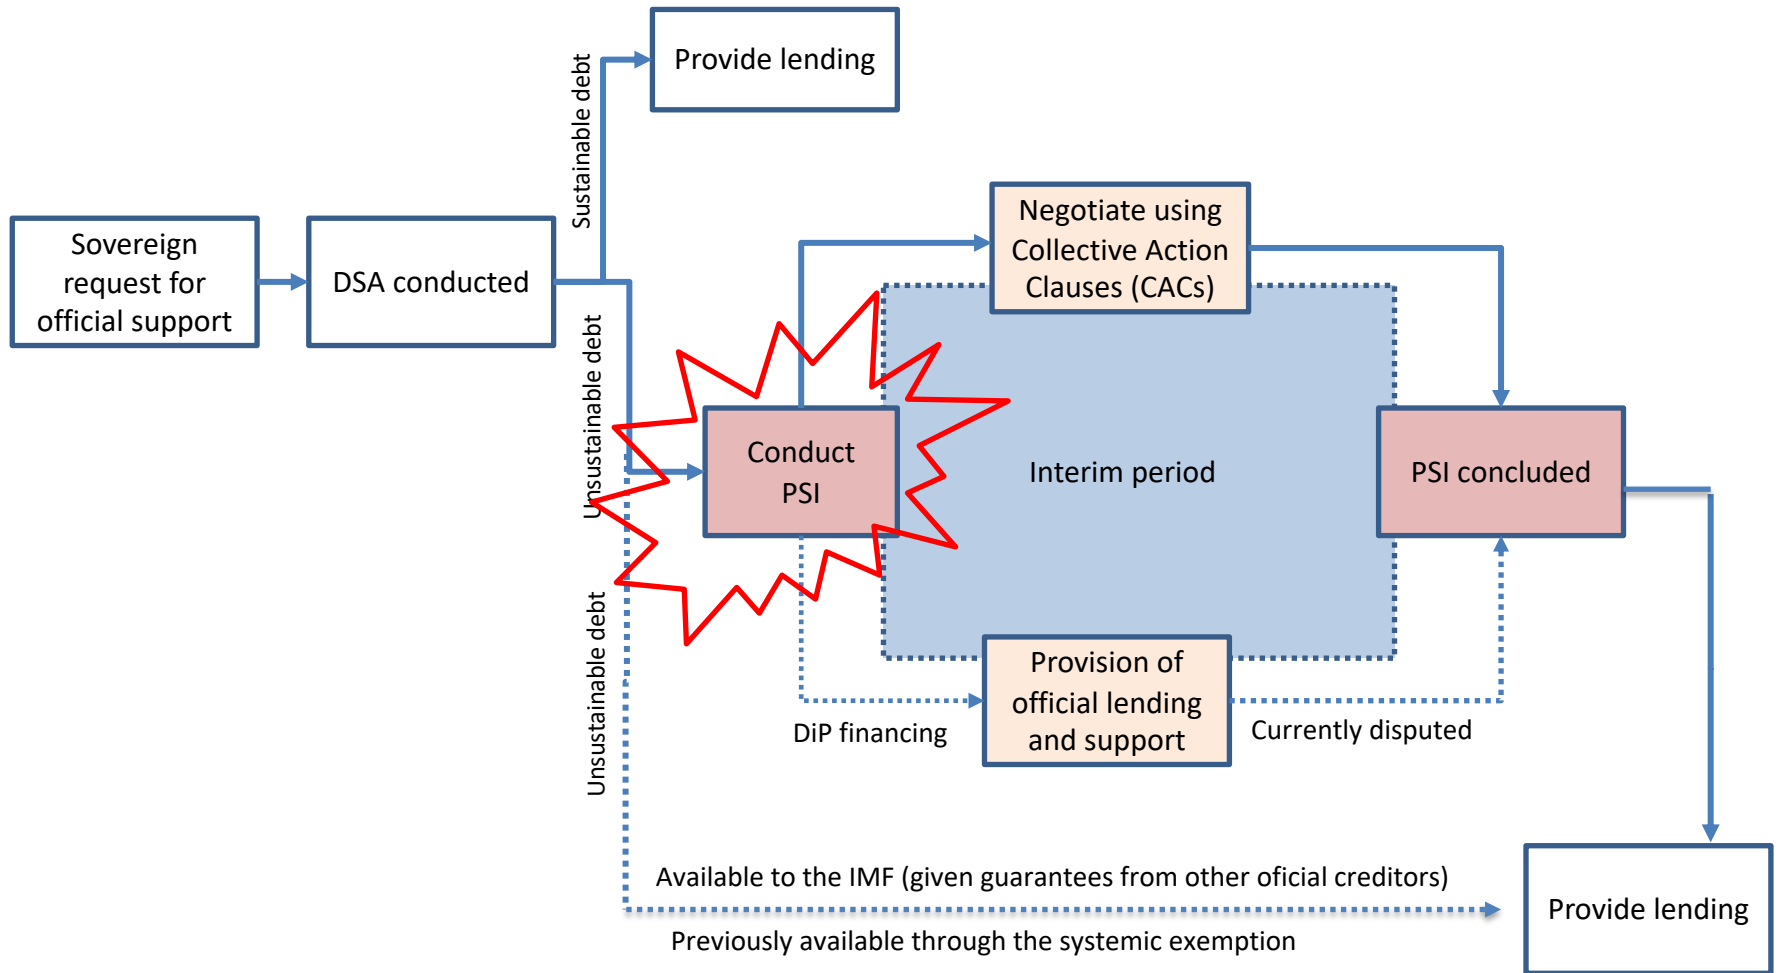 Provide lending
Sustainable debt
Sovereign
request for
official support
DSA conducted
Negotiate using
Collective Action
Clauses (CACs)
Unsustainable debt
Conduct
PSI
Interim period
PSI concluded
Unsustainable debt
Provision of
official lending
and support
DiP financing
Currently disputed
Available to the IMF (given guarantees from other oficial creditors)
Previously available through the systemic exemption
Provide lending